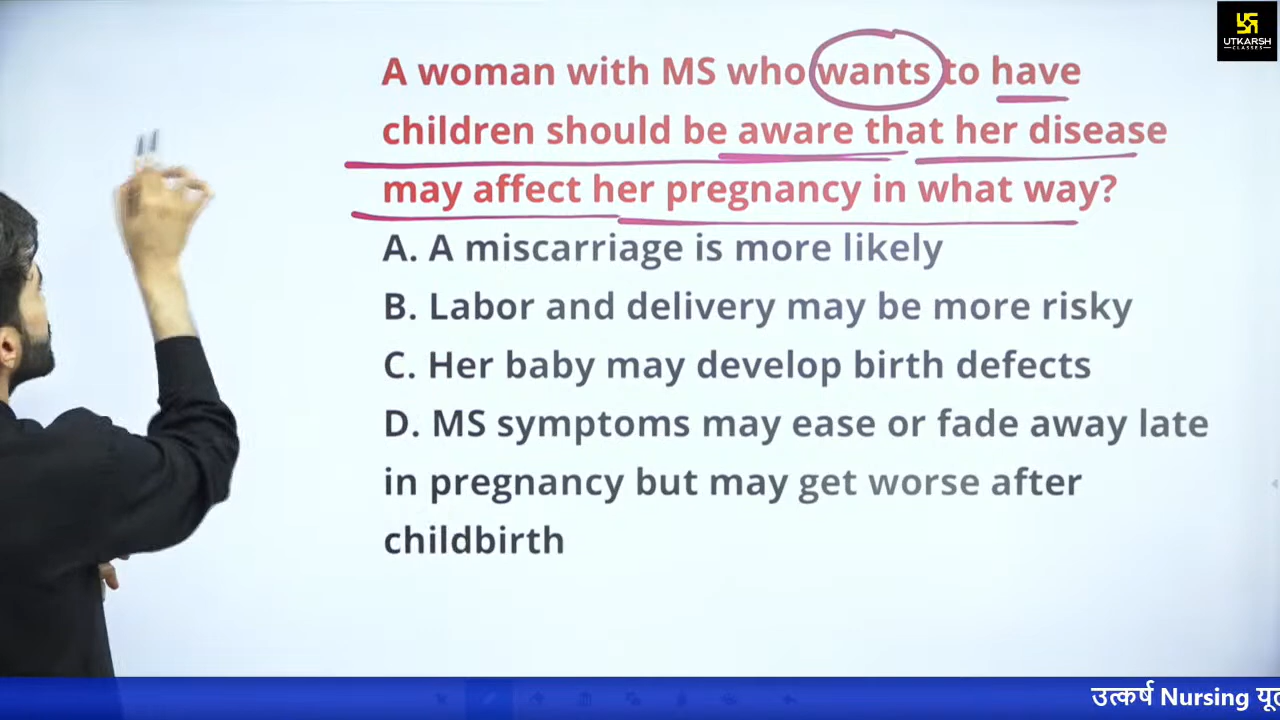 UTKARSH
CLASSES
A woman with MS who wants to have
children should be aware that her disease
may affect her pregnancy in what way?
A. A miscarriage is more likely
B. Labor and delivery may be more risky
C. Her baby may develop birth defects
D. MS symptoms may ease or fade away late
in pregnancy but may get worse after
childbirth
उत्कर्ष Nursing